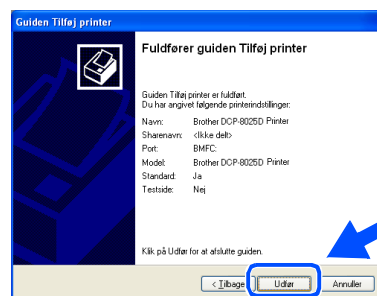 Guiden Tilføj printer
Fuldfører guiden Tilføj printer
Guiden Tilføj printer er fuldført.
Du har angivet følgende printerindstillinger:
Navn: Brother DCP-8025D Printer
Sharenavn: <Ikke delt>
Port: BMFC:
Model: Brother DCP-8025D Printer
Standard: Ja
Testside: Nej
Klik på Udfør for at afslutte guiden.
< Tilbage Udfør Annuller